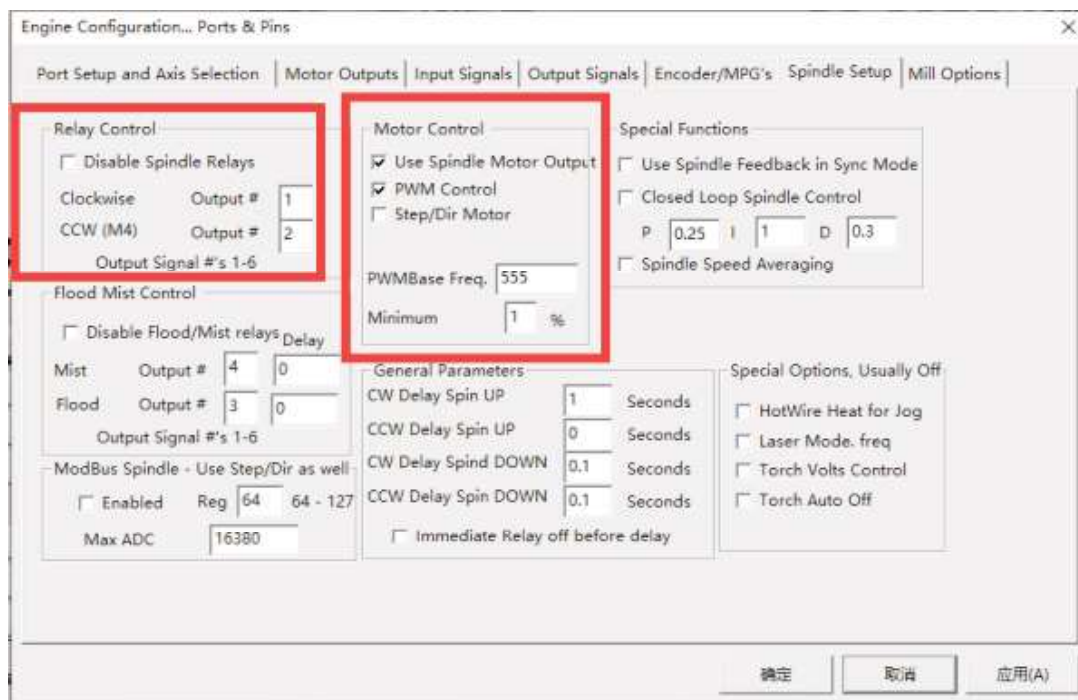 Engine Configuration... Ports & Pins
Port Setup and Axis Selection
Motor Outputs
Input Signals
Output Signals
Encoder/MPG's
Spindle Setup
Mill Options
Relay Control
Disable Spindle Relays
Clockwise Output # 1
CCW (M4) Output # 2
Output Signal #'s 1-6
Flood Mist Control
Disable Flood/Mist relays Delay
Mist Output # 4 0
Flood Output # 3 0
Output Signal #'s 1-6
ModBus Spindle - Use Step/Dir as well
Enabled Reg 64 64 - 127
Max ADC 16380
Motor Control
Use Spindle Motor Output
PWM Control
Step/Dir Motor
PWMBase Freq. 555
Minimum 1 %
General Parameters
CW Delay Spin UP 1 Seconds
CCW Delay Spin UP 0 Seconds
CW Delay Spind DOWN 0.1 Seconds
CCW Delay Spin DOWN 0.1 Seconds
Immediate Relay off before delay
Special Functions
Use Spindle Feedback in Sync Mode
Closed Loop Spindle Control
P 0.25 I 1 D 0.3
Spindle Speed Averaging
Special Options, Usually Off
HotWire Heat for Jog
Laser Mode. freq
Torch Volts Control
Torch Auto Off
确定
取消
应用(A)